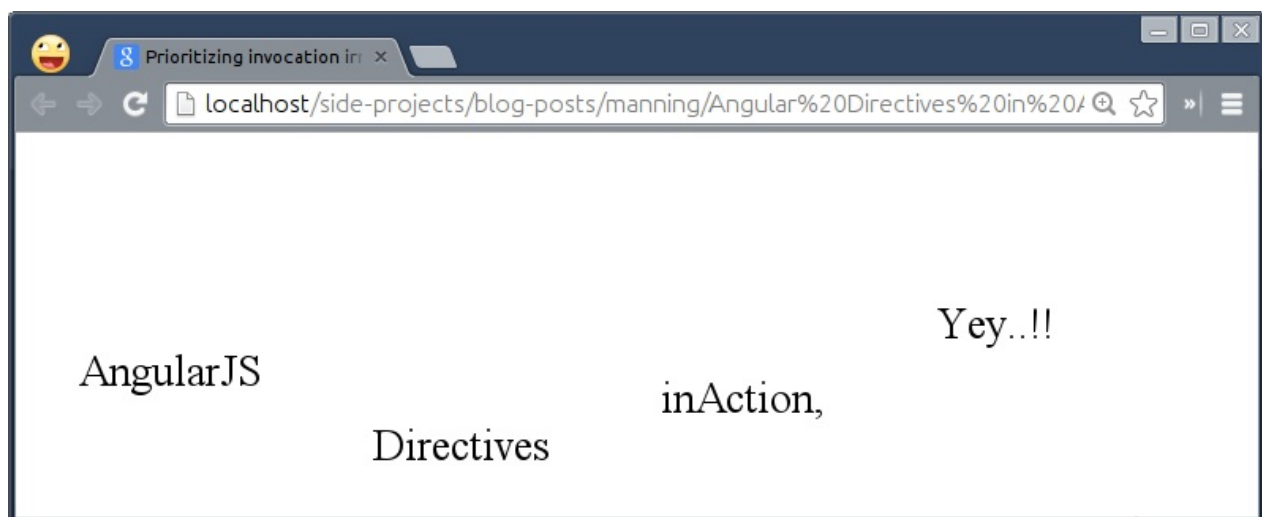 Prioritizing invocation
localhost/side-projects/blog-posts/manning/Angular%20Directives%20in%20
Yey..!!
AngularJS
inAction,
Directives